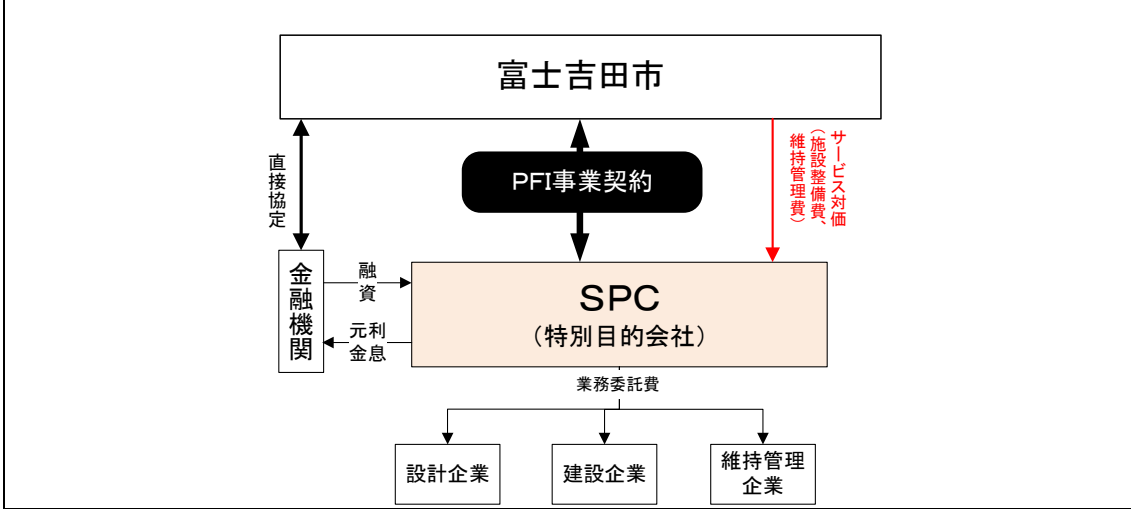 富士吉田市
直接協定
PFI事業契約
サービス対価
（施設整備費、
維持管理費）
金融機関
融
資
元利
金息
SPC
（特別目的会社）
業務委託費
設計企業
建設企業
維持管理
企業